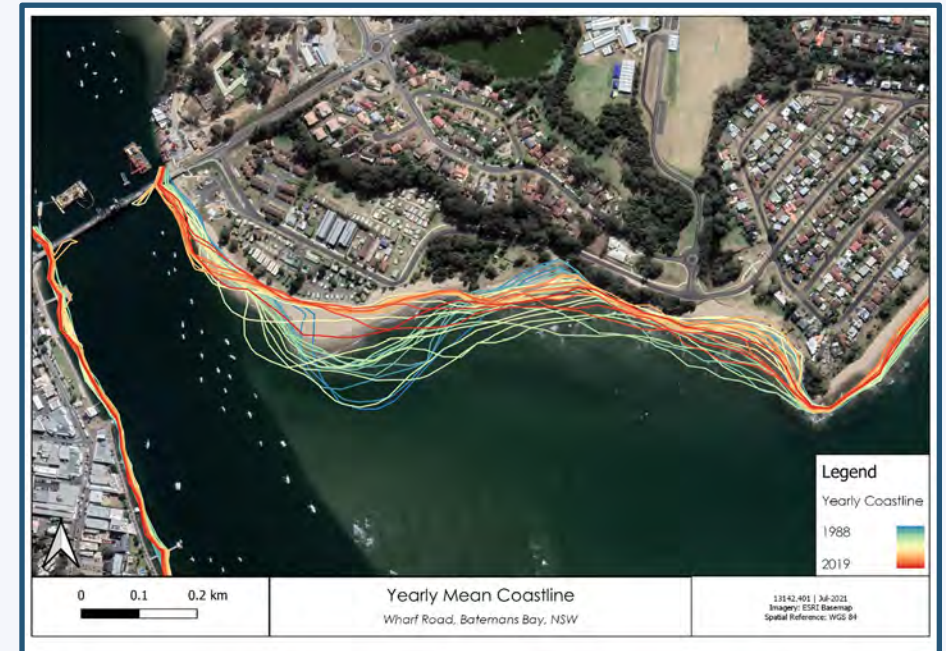 Legend
Yearly Coastline
1988
2019
0 0.1 0.2 km
Yearly Mean Coastline
Wharf Road, Batemans Bay, NSW
13142.401 | Jul-2021
Imagery: ESRI Basemap
Spatial Reference: WGS 84